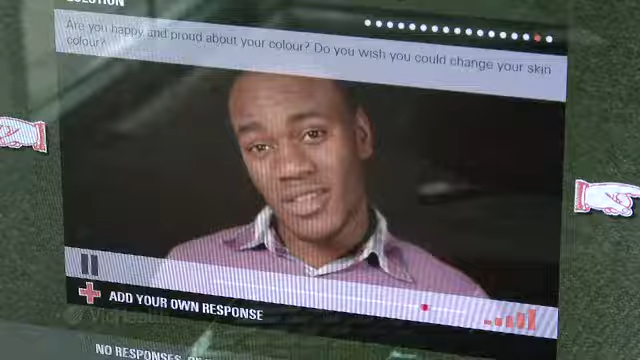 Are you happy and proud about your colour? Do you wish you could change your skin
colour?
ADD YOUR OWN RESPONSE
VicHealth
NO RESPONSES,